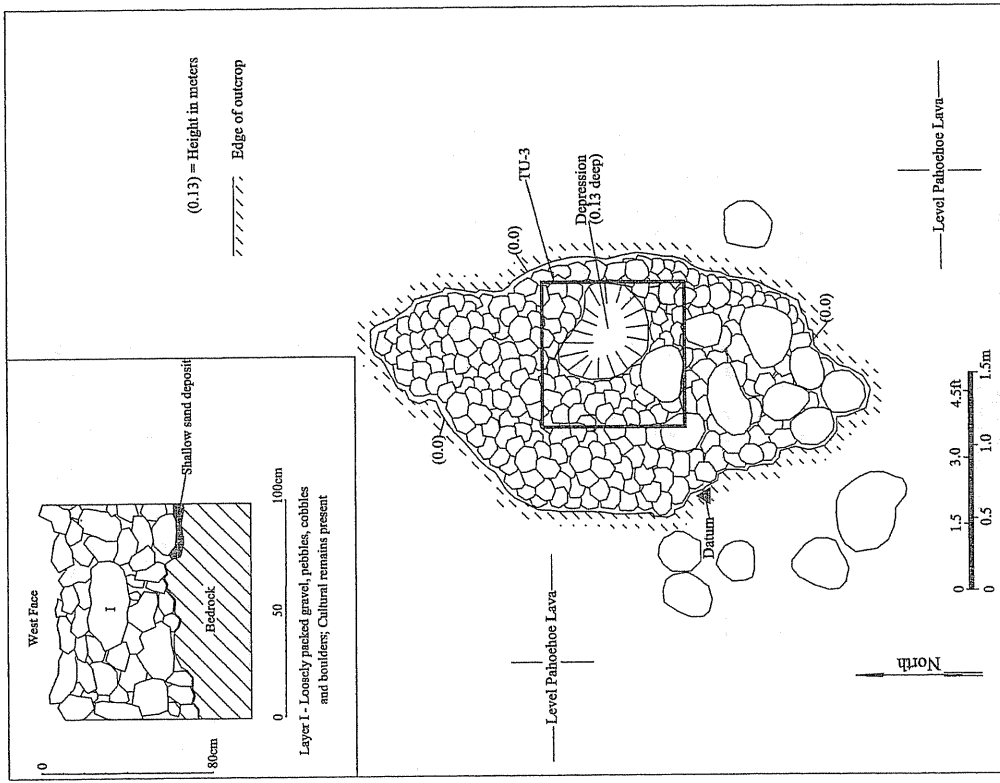 West Face
0
80cm
I
Bedrock
Shallow sand deposit
0
50
100cm
Layer I - Loosely packed gravel, pebbles, cobbles
and boulders; Cultural remains present
(0.13) = Height in meters
Edge of outcrop
TU-3
Depression
(0.13 deep)
(0.0)
(0.0)
(0.0)
Datum
Level Pahoehoe Lava
Level Pahoehoe Lava
North
0
1.5
3.0
4.5ft
0
0.5
1.0
1.5m